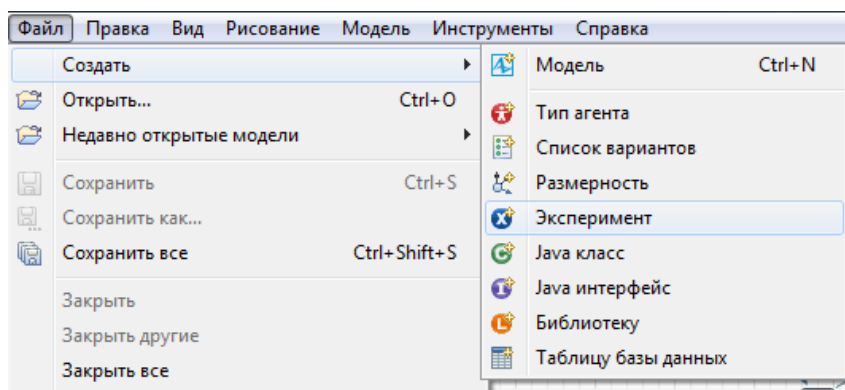 Файл Правка Вид Рисование Модель Инструменты Справка
Создать
Открыть... Ctrl+O
Недавно открытые модели
Сохранить Ctrl+S
Сохранить как...
Сохранить все Ctrl+Shift+S
Закрыть
Закрыть другие
Закрыть все
Модель Ctrl+N
Тип агента
Список вариантов
Размерность
Эксперимент
Java класс
Java интерфейс
Библиотеку
Таблицу базы данных